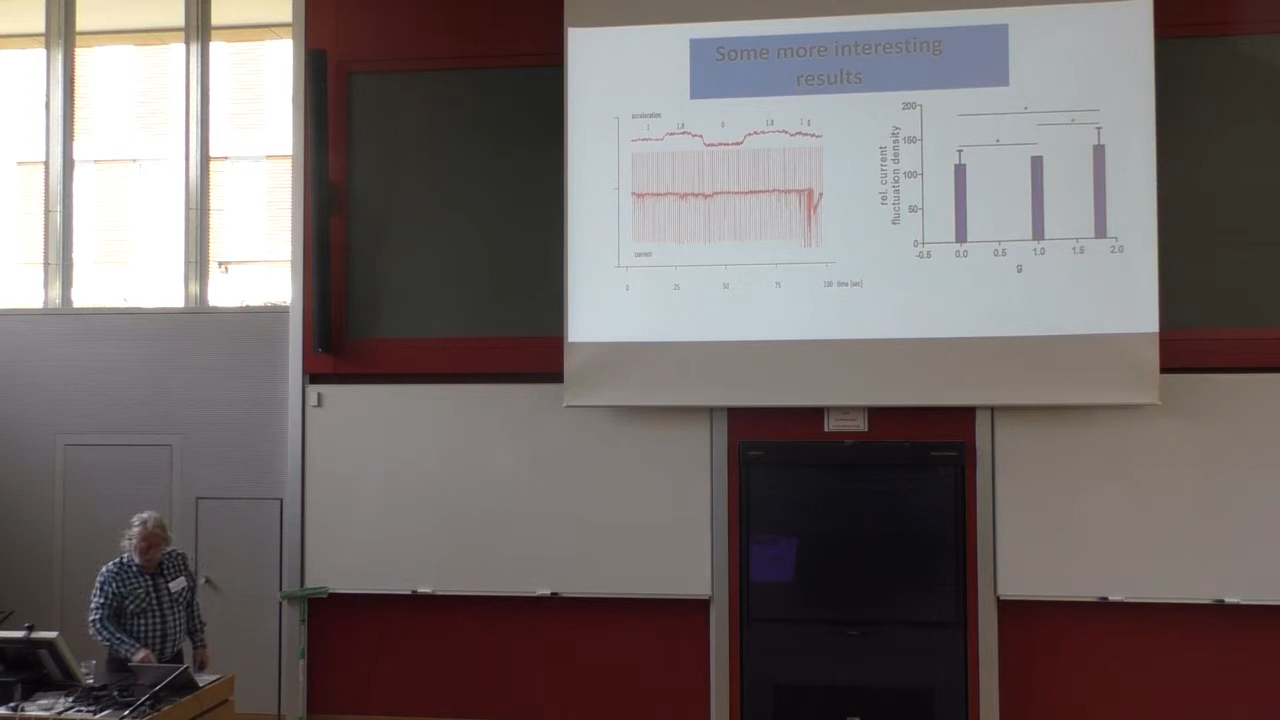 Some more interesting
results
acceleration
1 1.8 0 1.8 1 g
current
0 25 50 75 100 time [sec]
rel. current
fluctuation density
200
150
100
50
0
* * *
-0.5 0.0 0.5 1.0 1.5 2.0
g